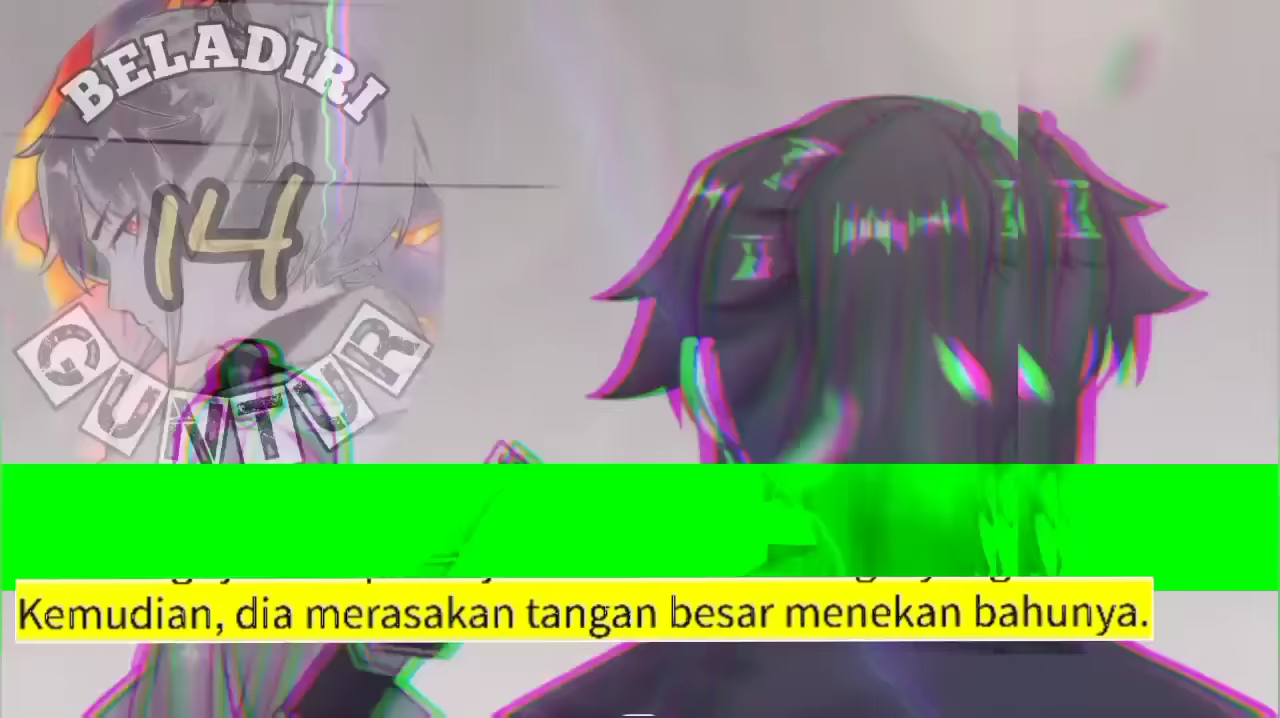 BELADIRI
14
GUNTUR
Kemudian, dia merasakan tangan besar menekan bahunya.